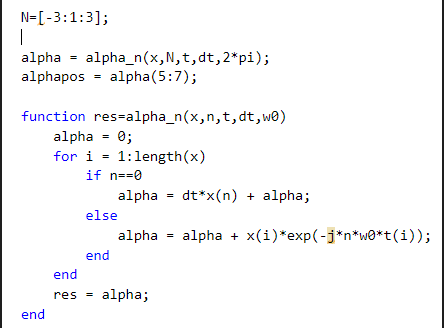 N=[-3:1:3];
alpha = alpha_n(x,N,t,dt,2*pi);
alphapos = alpha(5:7);
function res=alpha_n(x,n,t,dt,w0)
    alpha = 0;
    for i = 1:length(x)
        if n==0
            alpha = dt*x(n) + alpha;
        else
            alpha = alpha + x(i)*exp(-j*n*w0*t(i));
        end
    end
    res = alpha;
end